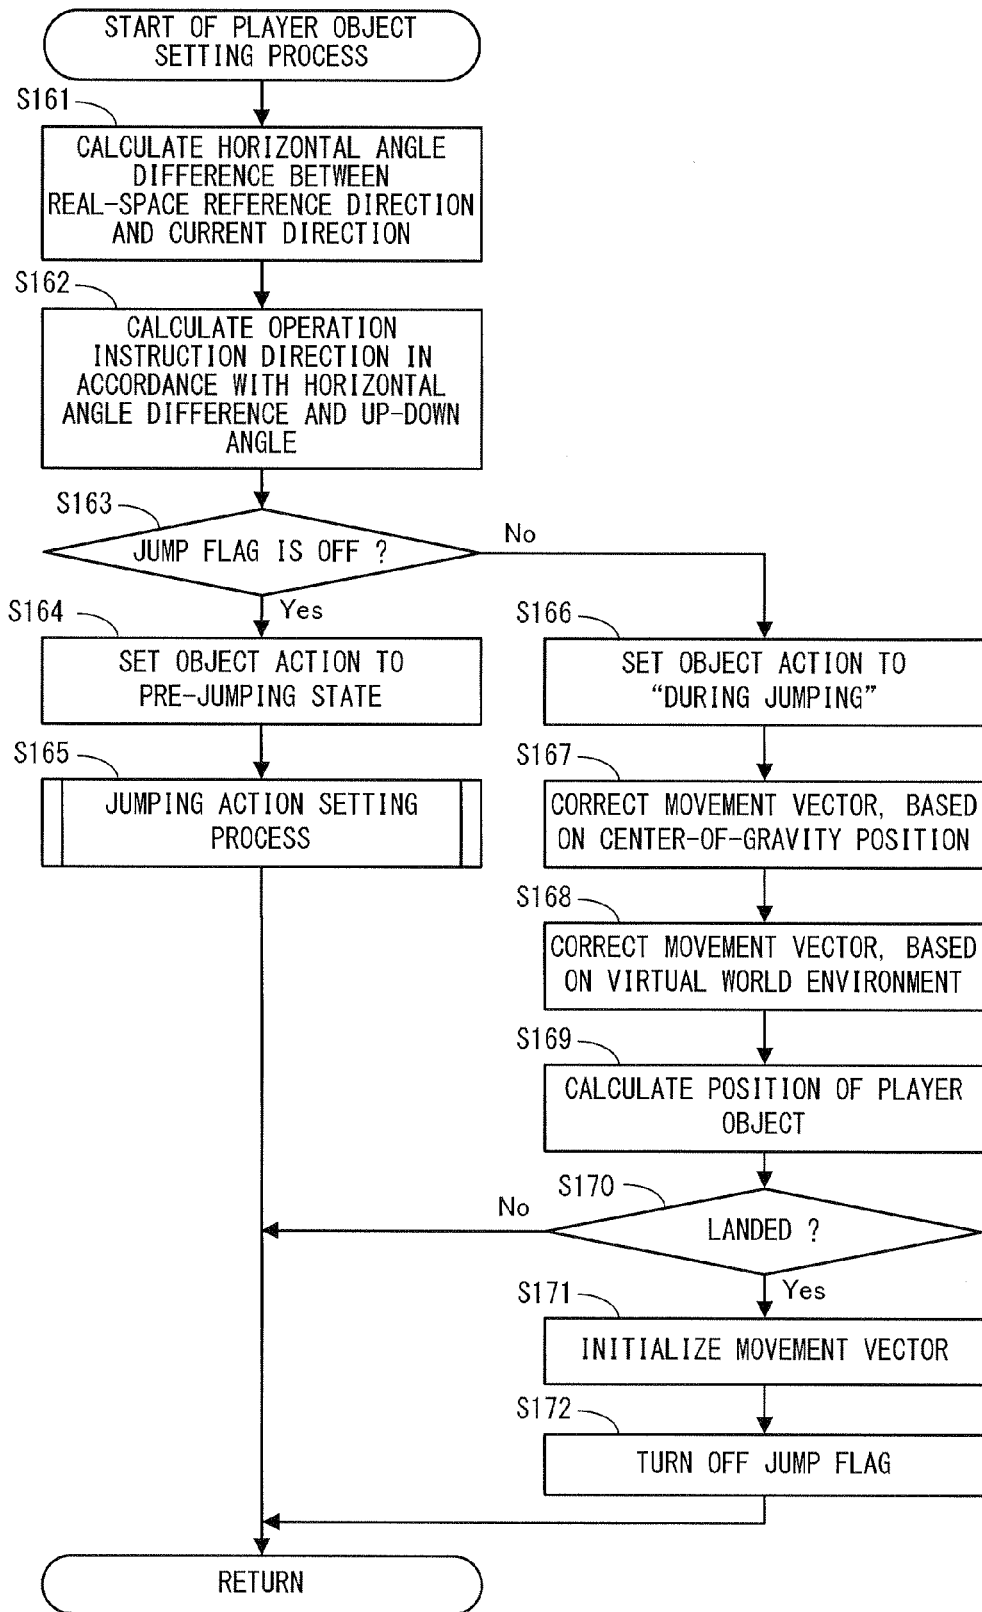 START OF PLAYER OBJECT
SETTING PROCESS
S161
CALCULATE HORIZONTAL ANGLE
DIFFERENCE BETWEEN
REAL-SPACE REFERENCE DIRECTION
AND CURRENT DIRECTION
S162
CALCULATE OPERATION
INSTRUCTION DIRECTION IN
ACCORDANCE WITH HORIZONTAL
ANGLE DIFFERENCE AND UP-DOWN
ANGLE
S163
JUMP FLAG IS OFF ?
No
Yes
S164
SET OBJECT ACTION TO
PRE-JUMPING STATE
S165
JUMPING ACTION SETTING
PROCESS
S166
SET OBJECT ACTION TO
“DURING JUMPING”
S167
CORRECT MOVEMENT VECTOR, BASED
ON CENTER-OF-GRAVITY POSITION
S168
CORRECT MOVEMENT VECTOR, BASED
ON VIRTUAL WORLD ENVIRONMENT
S169
CALCULATE POSITION OF PLAYER
OBJECT
S170
No
LANDED ?
Yes
S171
INITIALIZE MOVEMENT VECTOR
S172
TURN OFF JUMP FLAG
RETURN